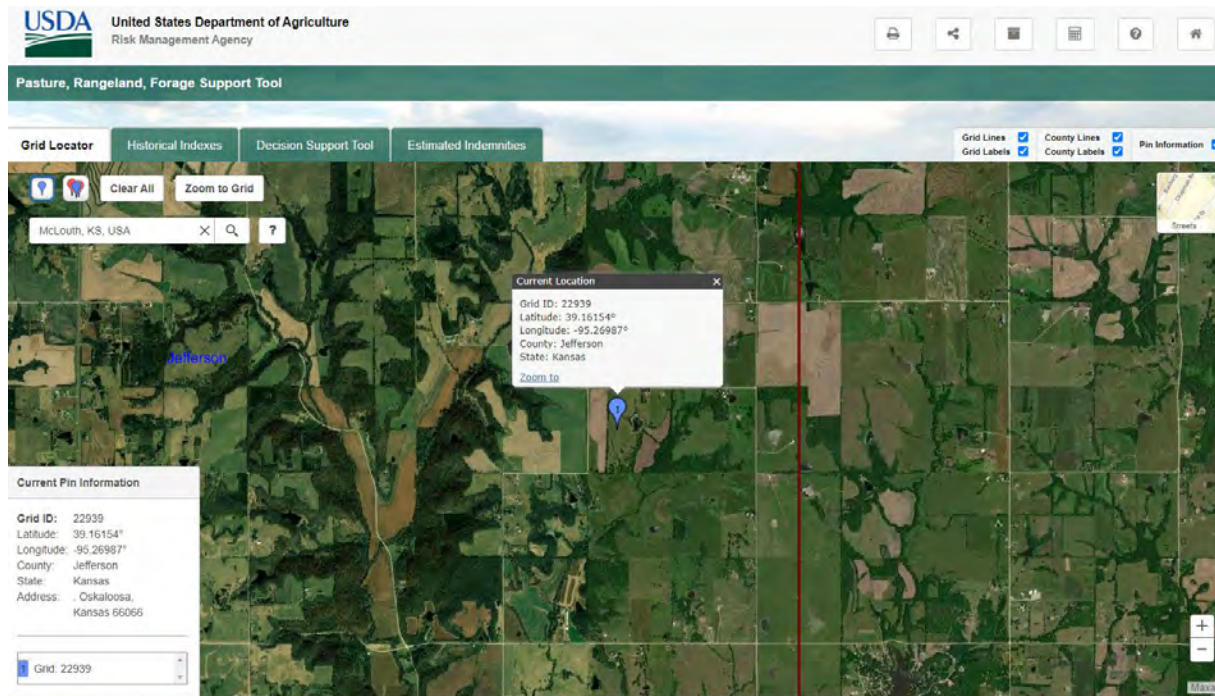 USDA
United States Department of Agriculture
Risk Management Agency
Pasture, Rangeland, Forage Support Tool
Grid Locator
Historical Indexes
Decision Support Tool
Estimated Indemnities
Grid Lines
County Lines
Grid Labels
County Labels
Pin Information
Clear All
Zoom to Grid
McLouth, KS, USA
?
Streets
Current Location
Grid ID: 22939
Latitude: 39.16154°
Longitude: -95.26987°
County: Jefferson
State: Kansas
Zoom to
Jefferson
1
Current Pin Information
Grid ID: 22939
Latitude: 39.16154°
Longitude: -95.26987°
County: Jefferson
State: Kansas
Address: . Oskaloosa,
Kansas 66066
1 Grid: 22939
+
−